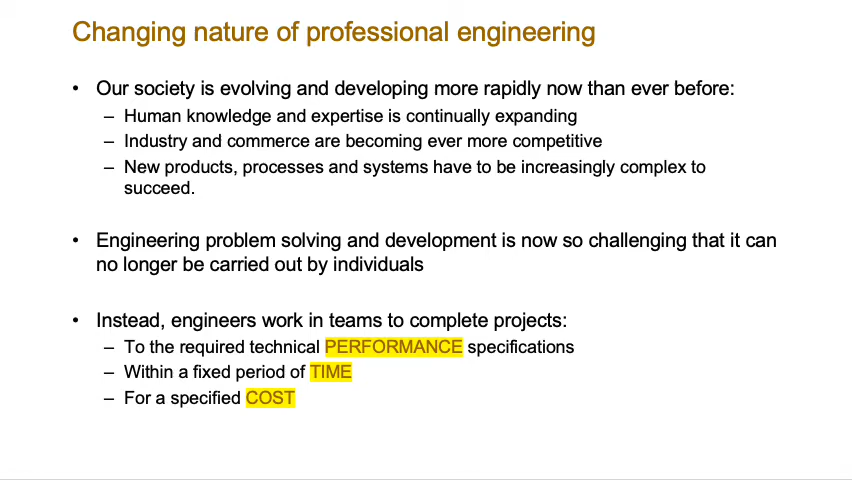 Changing nature of professional engineering
• Our society is evolving and developing more rapidly now than ever before:
– Human knowledge and expertise is continually expanding
– Industry and commerce are becoming ever more competitive
– New products, processes and systems have to be increasingly complex to
succeed.
• Engineering problem solving and development is now so challenging that it can
no longer be carried out by individuals
• Instead, engineers work in teams to complete projects:
– To the required technical PERFORMANCE specifications
– Within a fixed period of TIME
– For a specified COST